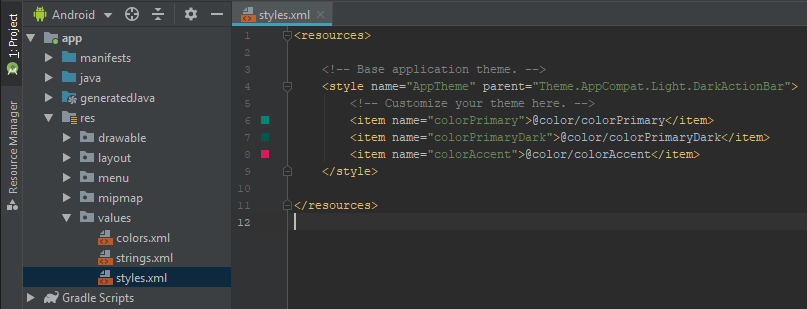 Android
styles.xml
1: Project
Resource Manager
app
manifests
java
generatedJava
res
drawable
layout
menu
mipmap
values
colors.xml
strings.xml
styles.xml
Gradle Scripts
1 <resources>
2
3 <!-- Base application theme. -->
4 <style name="AppTheme" parent="Theme.AppCompat.Light.DarkActionBar">
5 <!-- Customize your theme here. -->
6 <item name="colorPrimary">@color/colorPrimary</item>
7 <item name="colorPrimaryDark">@color/colorPrimaryDark</item>
8 <item name="colorAccent">@color/colorAccent</item>
9 </style>
10
11 </resources>
12